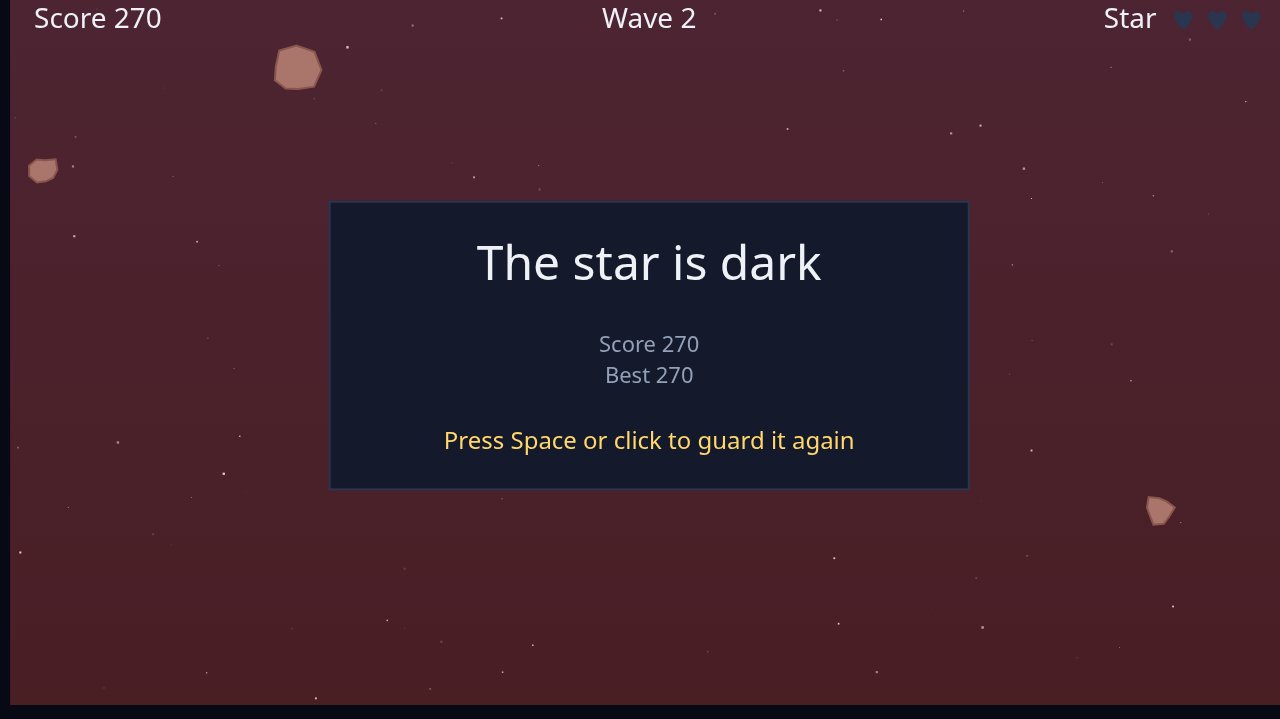 Score 270
Wave 2
Star
The star is dark
Score 270
Best 270
Press Space or click to guard it again